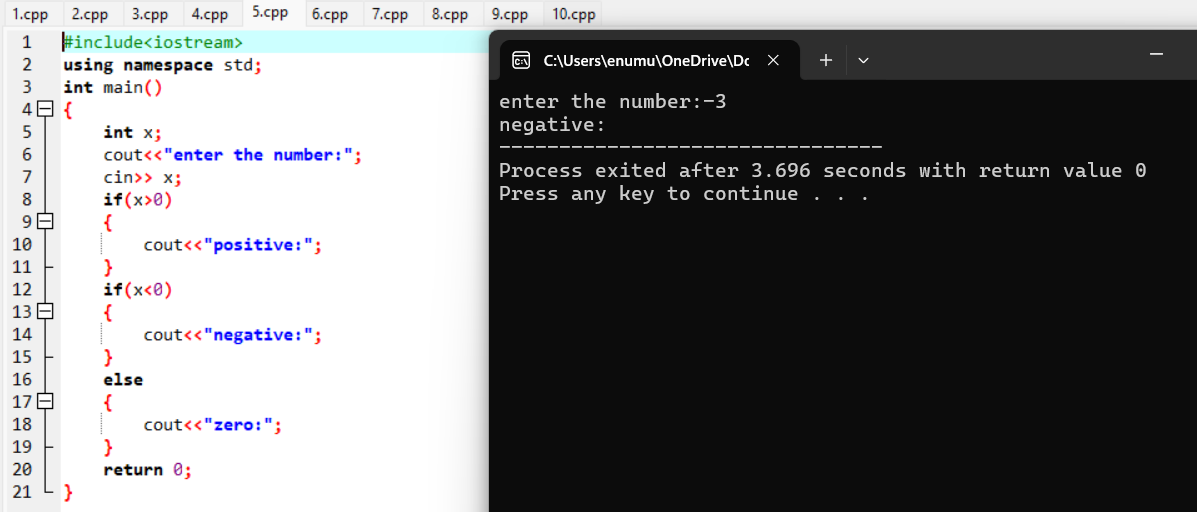 1.cpp 2.cpp 3.cpp 4.cpp 5.cpp 6.cpp 7.cpp 8.cpp 9.cpp 10.cpp
1 #include<iostream>
2 using namespace std;
3 int main()
4 {
5 int x;
6 cout<<"enter the number:";
7 cin>> x;
8 if(x>0)
9 {
10 cout<<"positive:";
11 }
12 if(x<0)
13 {
14 cout<<"negative:";
15 }
16 else
17 {
18 cout<<"zero:";
19 }
20 return 0;
21 }
C:\Users\enumu\OneDrive\Dc
enter the number:-3
negative:
--------------------------------
Process exited after 3.696 seconds with return value 0
Press any key to continue . . .